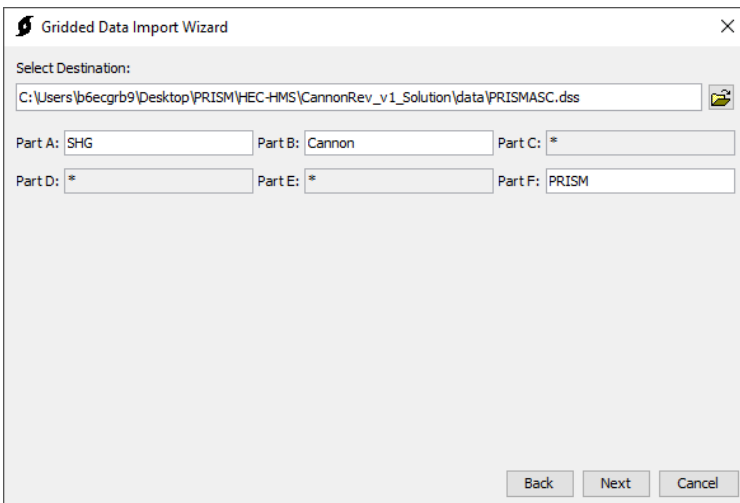 Gridded Data Import Wizard
Select Destination:
C:\Users\b6ecgrb9\Desktop\PRISM\HEC-HMS\CannonRev_v1_Solution\data\PRISMASC.dss
Part A: SHG Part B: Cannon Part C: *
Part D: * Part E: * Part F: PRISM
Back Next Cancel